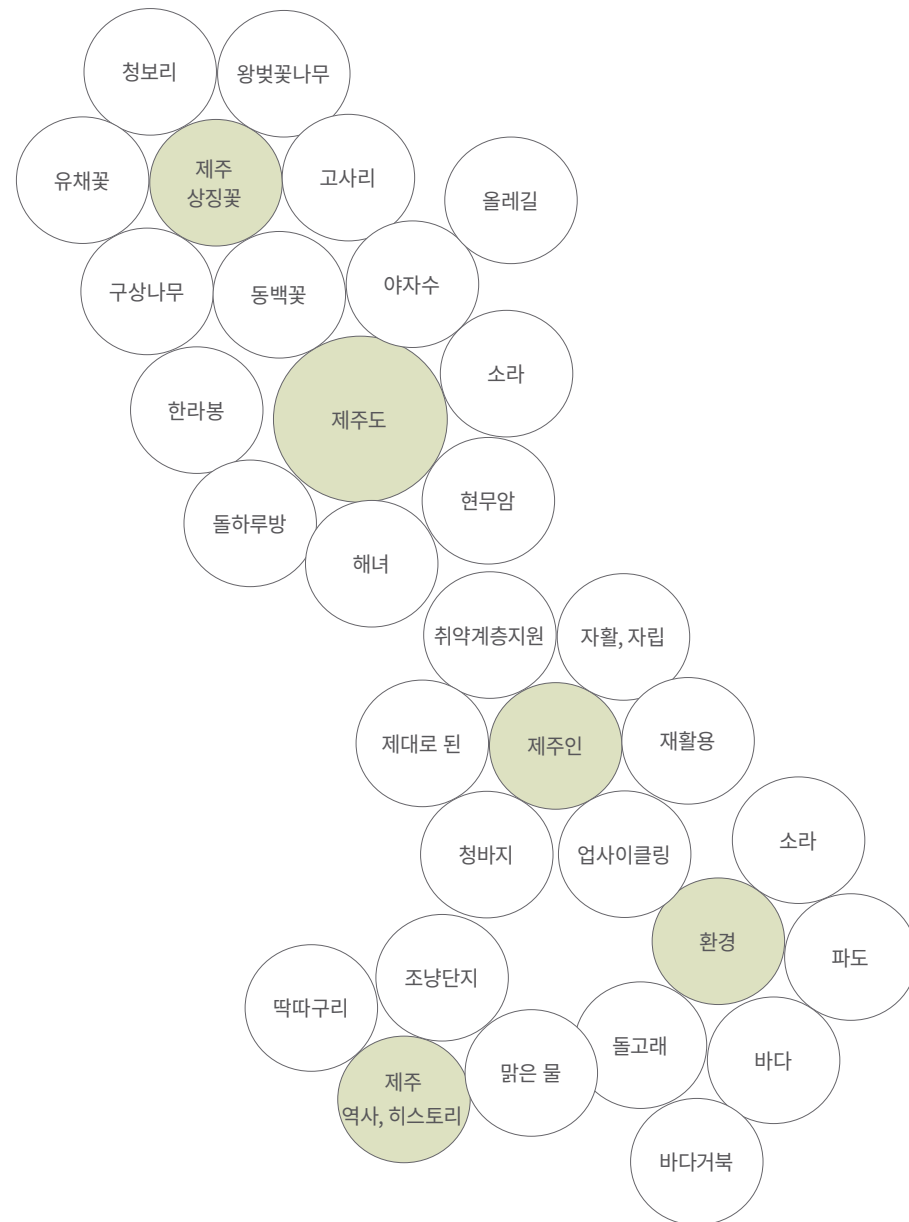 청보리
왕벚꽃나무
유채꽃
제주
상징꽃
고사리
올레길
구상나무
동백꽃
야자수
한라봉
제주도
소라
돌하루방
해녀
현무암
취약계층지원
자활, 자립
제대로 된
제주인
재활용
청바지
업사이클링
소라
환경
파도
딱따구리
조냥단지
제주
역사, 히스토리
맑은 물
돌고래
바다
바다거북